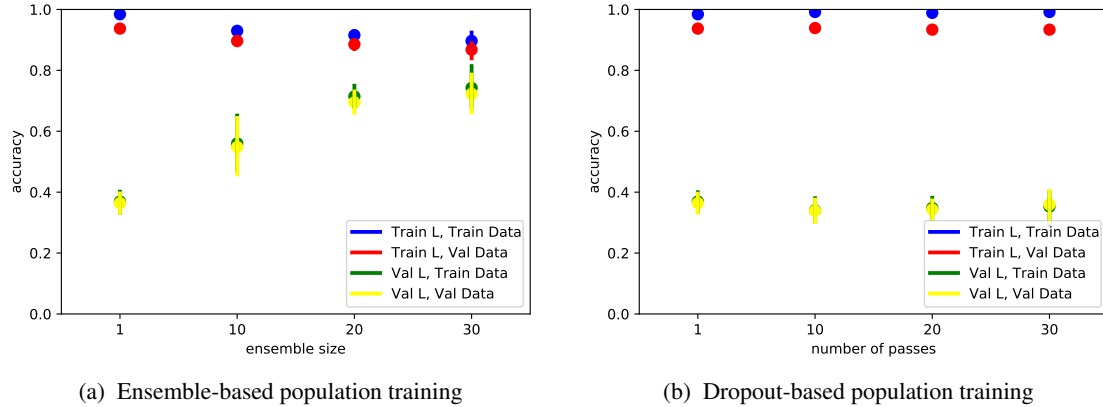 1.0
0.8
0.6
0.4
0.2
0.0
accuracy
1
10
20
30
ensemble size
Train L, Train Data
Train L, Val Data
Val L, Train Data
Val L, Val Data
(a) Ensemble-based population training
1.0
0.8
0.6
0.4
0.2
0.0
accuracy
1
10
20
30
number of passes
Train L, Train Data
Train L, Val Data
Val L, Train Data
Val L, Val Data
(b) Dropout-based population training